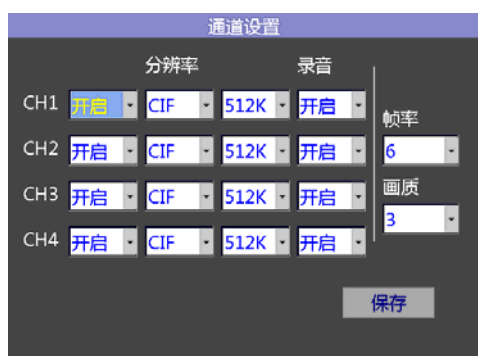 通道设置
分辨率 录音
CH1 开启 CIF 512K 开启
帧率
CH2 开启 CIF 512K 开启 6
画质
CH3 开启 CIF 512K 开启
3
CH4 开启 CIF 512K 开启
保存